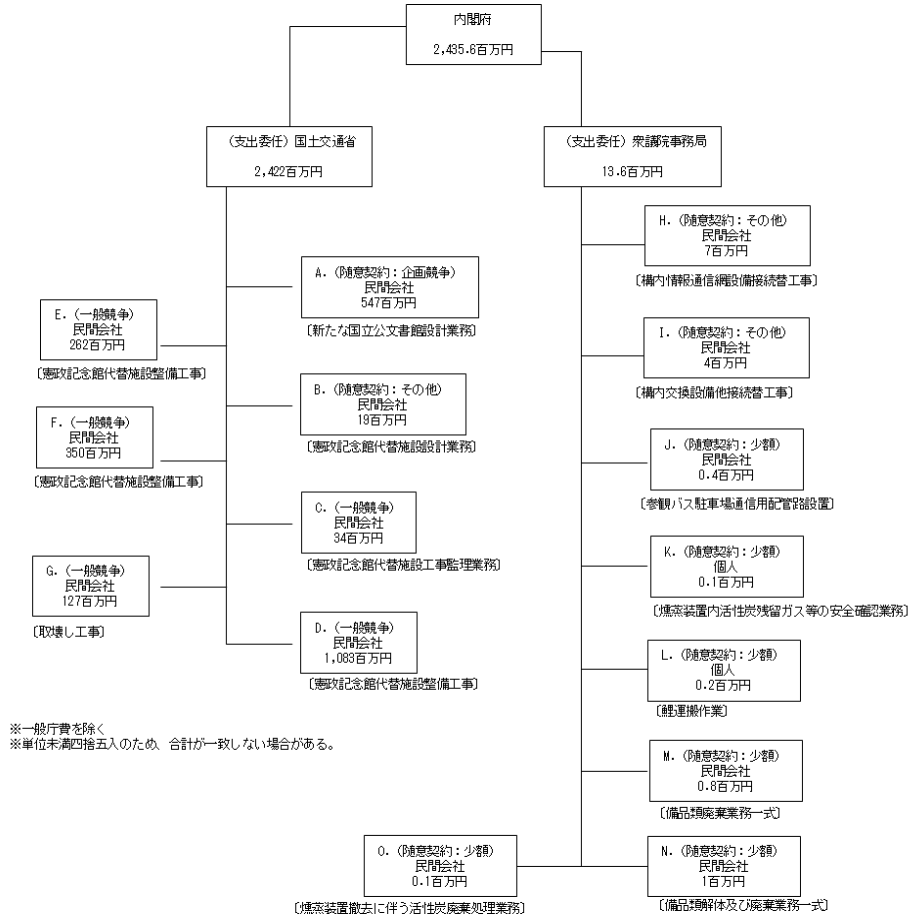 内閣府
2,435.6百万円
(支出委任)国土交通省
2,422百万円
(支出委任)衆議院事務局
13.6百万円
A.(随意契約:企画競争)
民間会社
547百万円
〔新たな国立公文書館設計業務〕
B.(随意契約:その他)
民間会社
19百万円
〔憲政記念館代替施設設計業務〕
C.(一般競争)
民間会社
34百万円
〔憲政記念館代替施設工事監理業務〕
D.(一般競争)
民間会社
1,083百万円
〔憲政記念館代替施設整備工事〕
E.(一般競争)
民間会社
262百万円
〔憲政記念館代替施設整備工事〕
F.(一般競争)
民間会社
350百万円
〔憲政記念館代替施設整備工事〕
G.(一般競争)
民間会社
127百万円
〔取壊し工事〕
H.(随意契約:その他)
民間会社
7百万円
〔構内情報通信網設備接続替工事〕
I.(随意契約:その他)
民間会社
4百万円
〔構内交換設備他接続替工事〕
J.(随意契約:少額)
民間会社
0.4百万円
〔参観バス駐車場通信用配管路設置〕
K.(随意契約:少額)
個人
0.1百万円
〔燻蒸装置内活性炭残留ガス等の安全確認業務〕
L.(随意契約:少額)
個人
0.2百万円
〔鯉運搬作業〕
M.(随意契約:少額)
民間会社
0.8百万円
〔備品類廃棄業務一式〕
N.(随意契約:少額)
民間会社
1百万円
〔備品類解体及び廃棄業務一式〕
O.(随意契約:少額)
民間会社
0.1百万円
〔燻蒸装置撤去に伴う活性炭廃棄処理業務〕
※一般庁費を除く
※単位未満四捨五入のため、合計が一致しない場合がある。